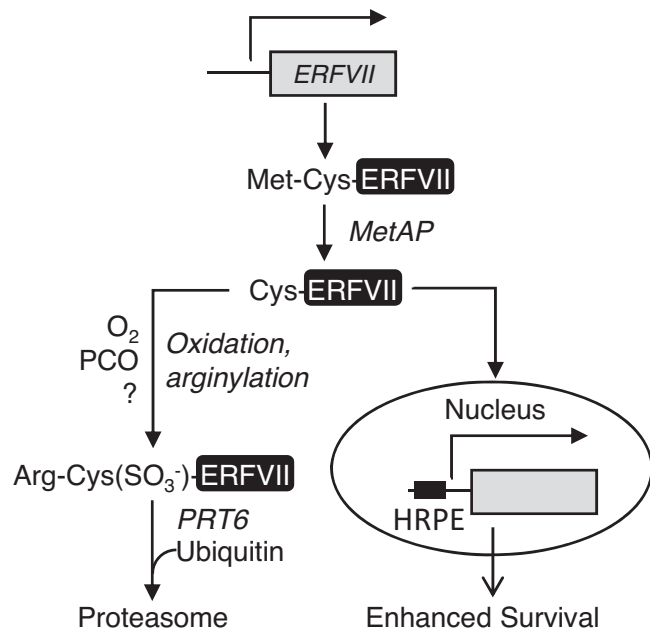 ERFVII
Met-Cys-ERFVII
MetAP
Cys-ERFVII
O₂
PCO
?
Oxidation,
arginylation
Nucleus
HRPE
Arg-Cys(SO₃⁻)-ERFVII
PRT6
Ubiquitin
Proteasome
Enhanced Survival